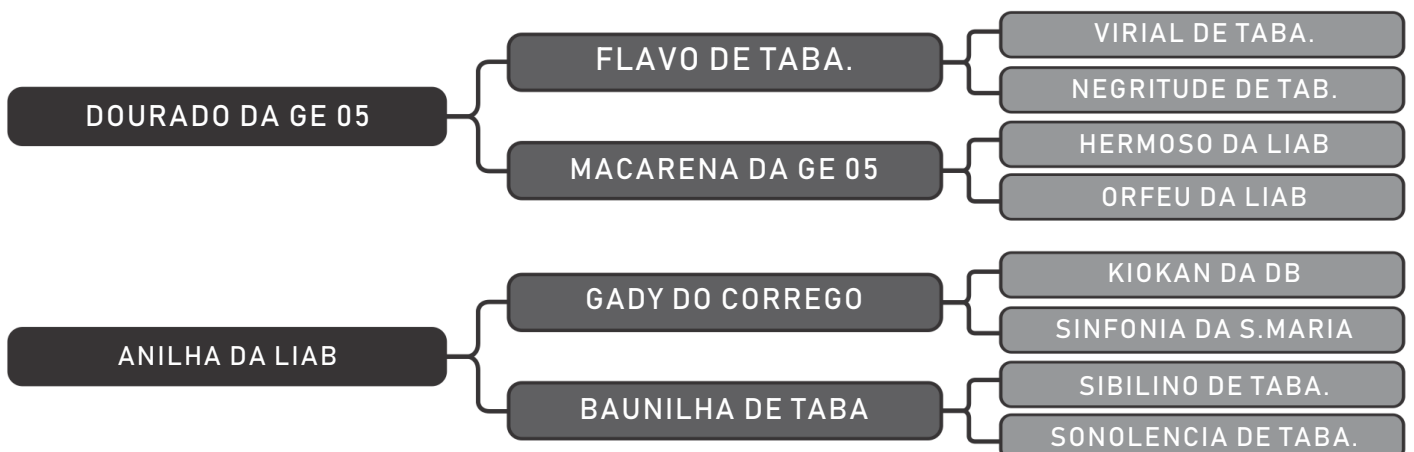 VIRIAL DE TABA.
FLAVO DE TABA.
NEGRITUDE DE TAB.
DOURADO DA GE 05
HERMOSO DA LIAB
MACARENA DA GE 05
ORFEU DA LIAB
KIOKAN DA DB
GADY DO CORREGO
SINFONIA DA S.MARIA
ANILHA DA LIAB
SIBILINO DE TABA.
BAUNILHA DE TABA
SONOLENCIA DE TABA.